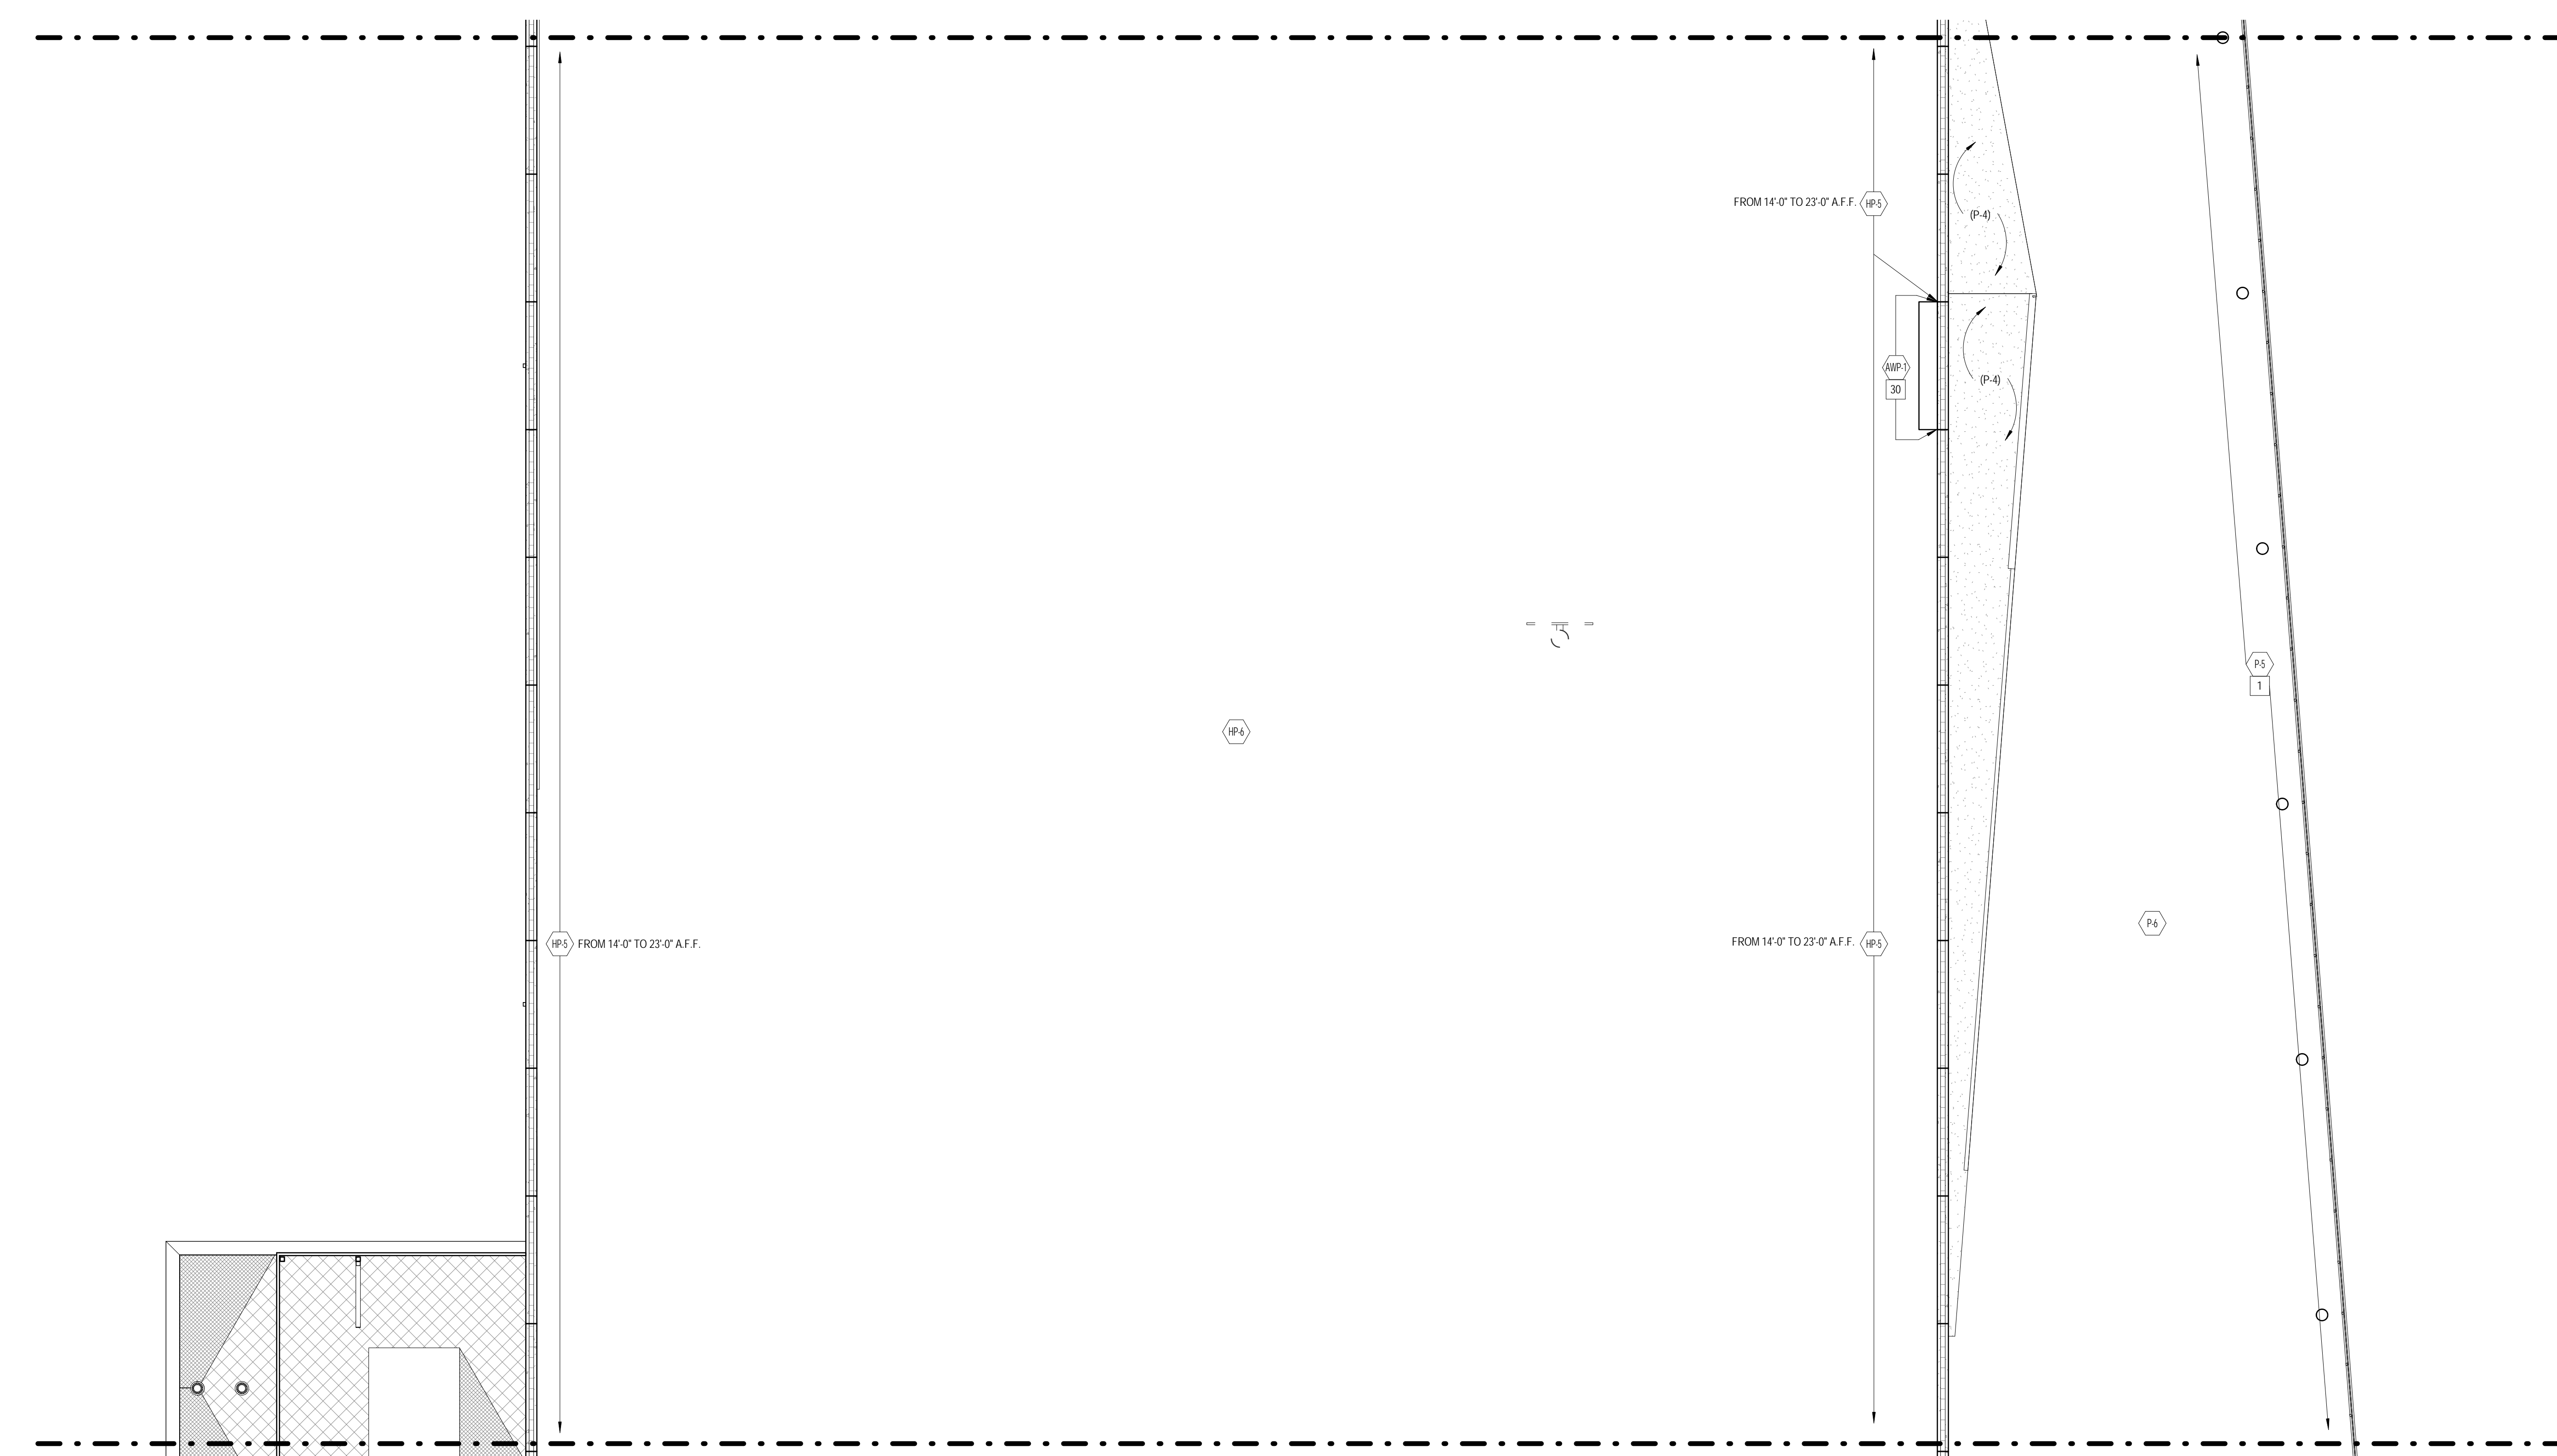 FROM 14'-0" TO 23'-0" A.F.F. HP-5
(P-4)
AWP-1
30
(P-4)
P-5
1
HP-6
P-6
HP-5 FROM 14'-0" TO 23'-0" A.F.F.
FROM 14'-0" TO 23'-0" A.F.F. HP-5